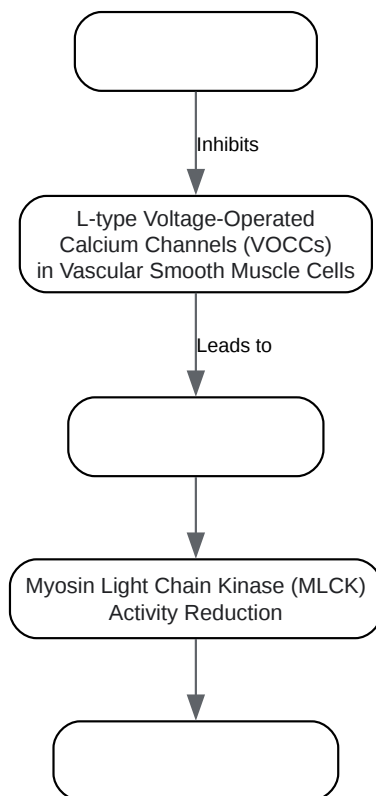 Inhibits
L-type Voltage-Operated
Calcium Channels (VOCCs)
in Vascular Smooth Muscle Cells
Leads to
Myosin Light Chain Kinase (MLCK)
Activity Reduction